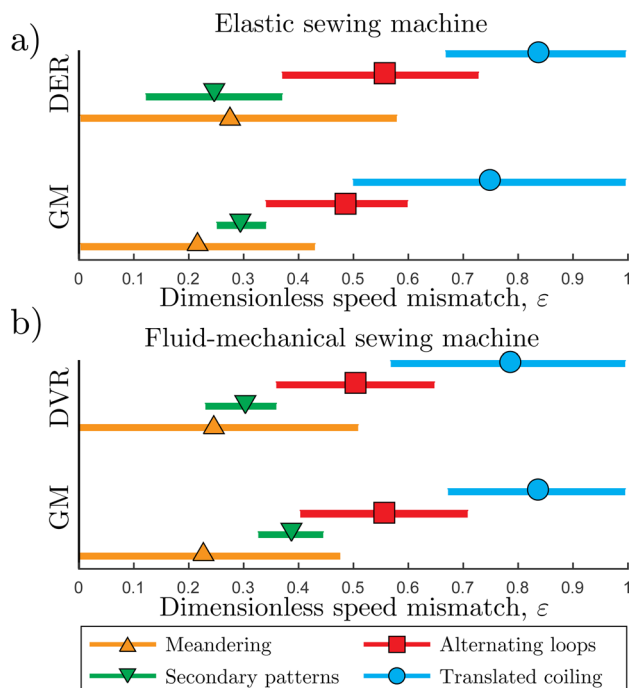 a)
Elastic sewing machine
DER
GM
0 0.1 0.2 0.3 0.4 0.5 0.6 0.7 0.8 0.9 1
Dimensionless speed mismatch, ε
b)
Fluid-mechanical sewing machine
DVR
GM
0 0.1 0.2 0.3 0.4 0.5 0.6 0.7 0.8 0.9 1
Dimensionless speed mismatch, ε
Meandering Alternating loops
Secondary patterns Translated coiling